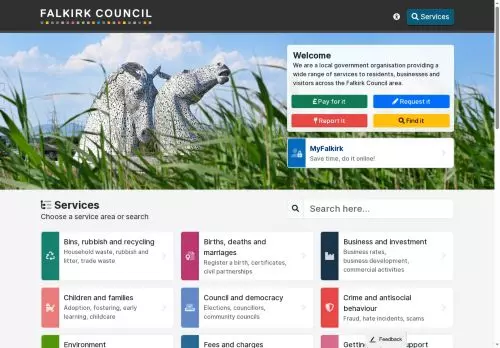 FALKIRK COUNCIL
Services
Welcome
We are a local government organisation providing a
wide range of services to residents, businesses and
visitors across the Falkirk Council area.
Pay for it
Request it
Report it
Find it
MyFalkirk
Save time, do it online!
Services
Choose a service area or search
Search here...
Bins, rubbish and recycling
Household waste, rubbish and
litter, trade waste
Births, deaths and
marriages
Register a birth, certificates,
civil partnerships
Business and investment
Business rates,
business development,
commercial activities
Children and families
Adoption, fostering, early
learning, childcare
Council and democracy
Elections, councillors,
community councils
Crime and antisocial
behaviour
Fraud, hate incidents, scams
Feedback
Environment
Fees and charges
support